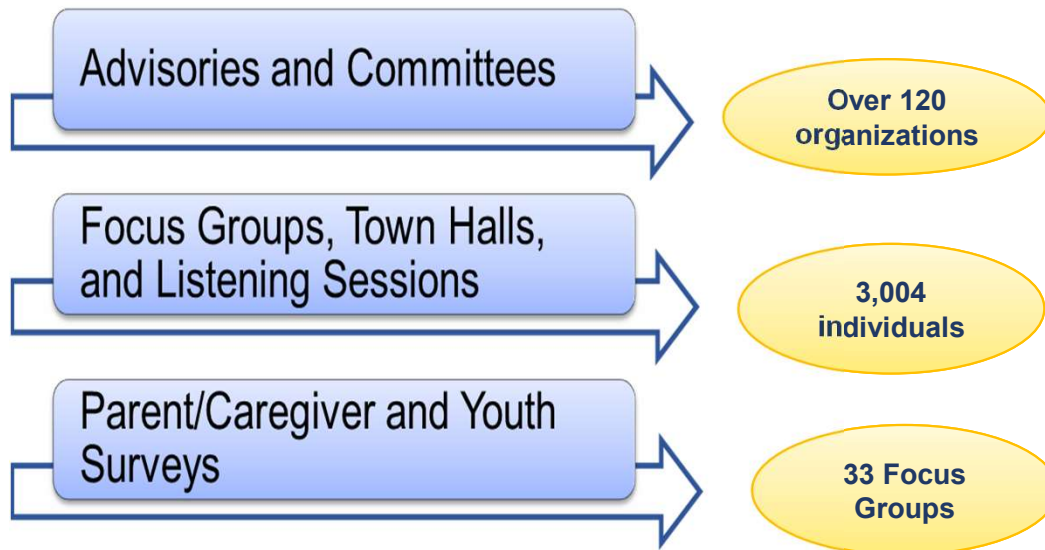 Advisories and Committees
Over 120
organizations
Focus Groups, Town Halls,
and Listening Sessions
3,004
individuals
Parent/Caregiver and Youth
Surveys
33 Focus
Groups